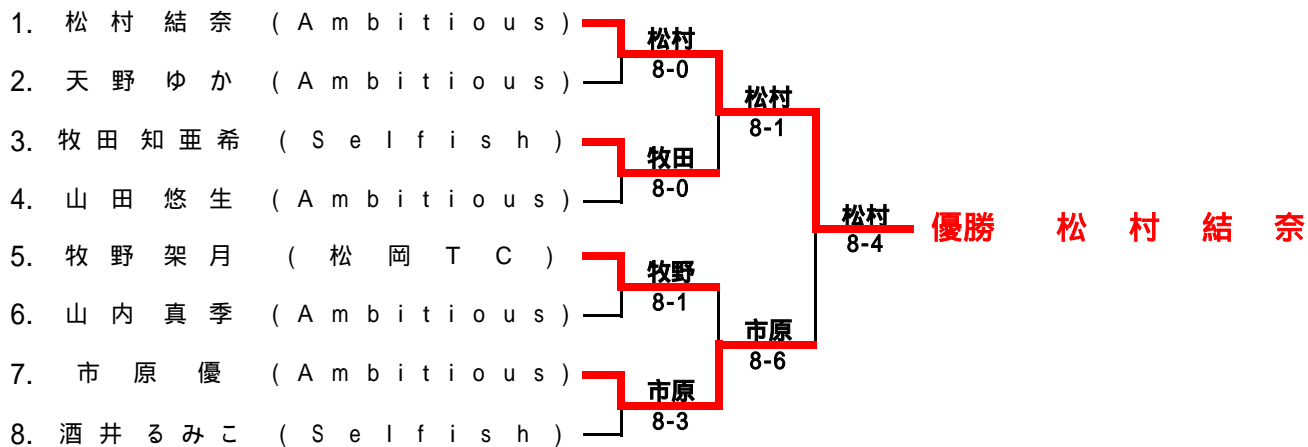 1. 松村結奈 (Ambitious)
2. 天野ゆか (Ambitious)
3. 牧田知亜希 (Selfish)
4. 山田悠生 (Ambitious)
5. 牧野架月 (松岡TC)
6. 山内真季 (Ambitious)
7. 市原優 (Ambitious)
8. 酒井るみこ (Selfish)
松村
8-0
牧田
8-0
牧野
8-1
市原
8-3
松村
8-1
市原
8-6
松村
8-4
優勝 松村結奈